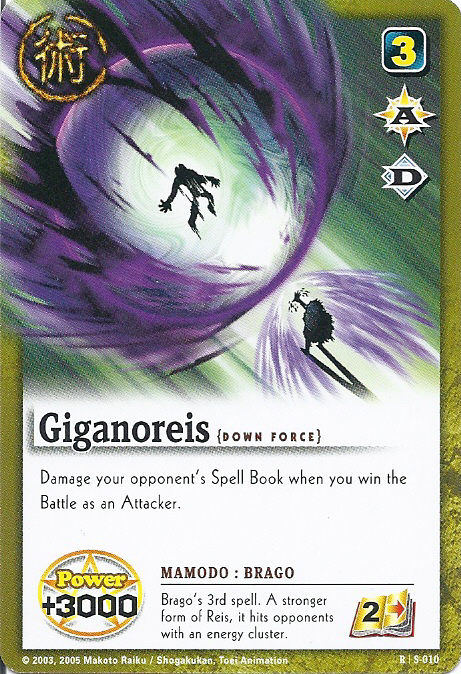 術
3
A
D
Giganoreis {DOWN FORCE}
Damage your opponent's Spell Book when you win the
Battle as an Attacker.
Power
+3000
MAMODO : BRAGO
Brago's 3rd spell. A stronger
form of Reis, it hits opponents
with an energy cluster.
2
© 2003, 2005 Makoto Raiku / Shogakukan, Toei Animation
R | S-010